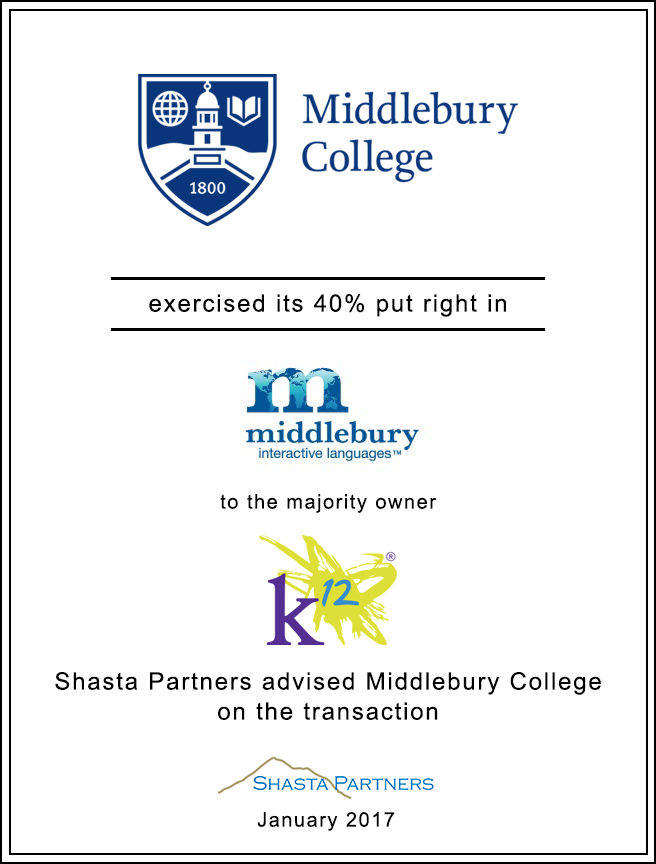 Middlebury
College
1800
exercised its 40% put right in
m
middlebury
interactive languages™
to the majority owner
k12®
Shasta Partners advised Middlebury College
on the transaction
SHASTA PARTNERS
January 2017